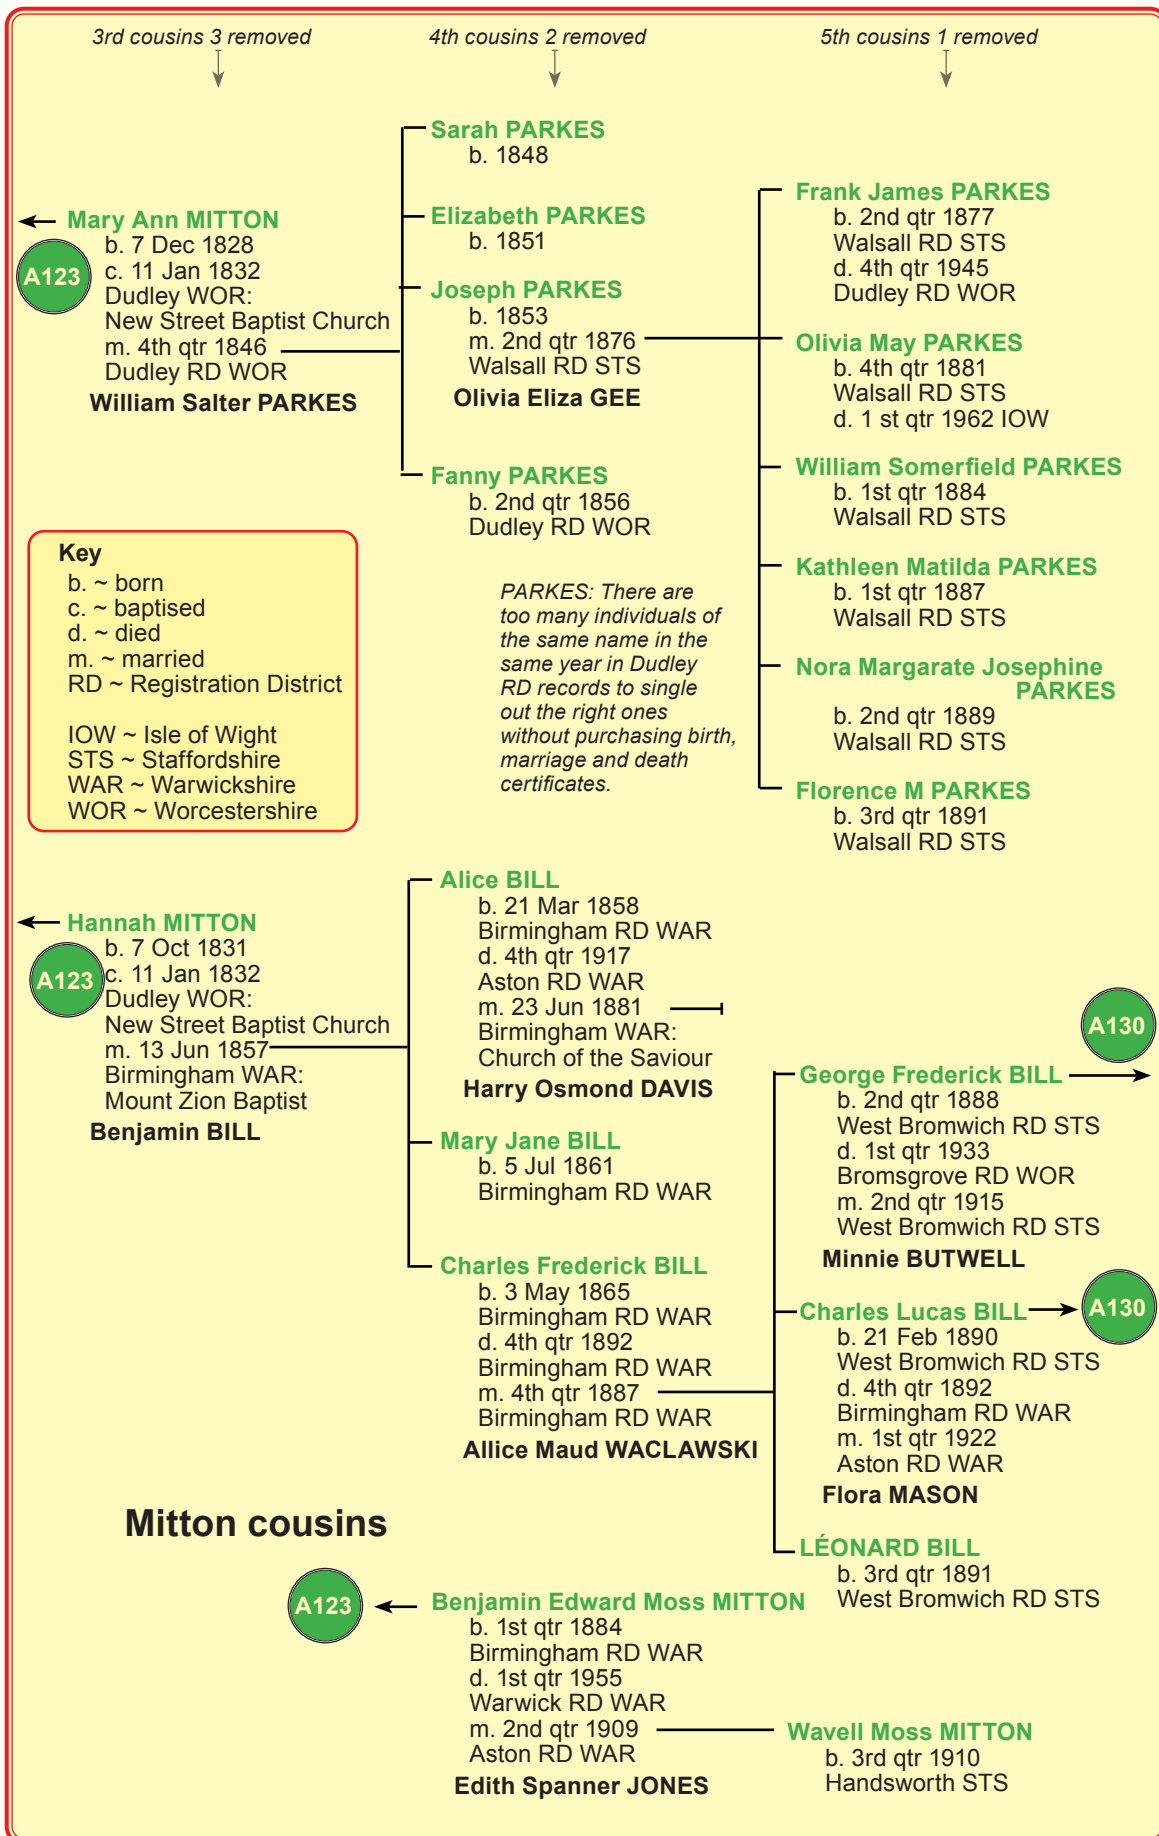 3rd cousins 3 removed
4th cousins 2 removed
5th cousins 1 removed
Mary Ann MITTON
A123
b. 7 Dec 1828
c. 11 Jan 1832
Dudley WOR:
New Street Baptist Church
m. 4th qtr 1846
Dudley RD WOR
William Salter PARKES
Sarah PARKES
b. 1848
Elizabeth PARKES
b. 1851
Joseph PARKES
b. 1853
m. 2nd qtr 1876
Walsall RD STS
Olivia Eliza GEE
Fanny PARKES
b. 2nd qtr 1856
Dudley RD WOR
Frank James PARKES
b. 2nd qtr 1877
Walsall RD STS
d. 4th qtr 1945
Dudley RD WOR
Olivia May PARKES
b. 4th qtr 1881
Walsall RD STS
d. 1 st qtr 1962 IOW
William Somerfield PARKES
b. 1st qtr 1884
Walsall RD STS
Kathleen Matilda PARKES
b. 1st qtr 1887
Walsall RD STS
Nora Margarate Josephine
PARKES
b. 2nd qtr 1889
Walsall RD STS
Florence M PARKES
b. 3rd qtr 1891
Walsall RD STS
Key
b. ~ born
c. ~ baptised
d. ~ died
m. ~ married
RD ~ Registration District
IOW ~ Isle of Wight
STS ~ Staffordshire
WAR ~ Warwickshire
WOR ~ Worcestershire
PARKES: There are
too many individuals of
the same name in the
same year in Dudley
RD records to single
out the right ones
without purchasing birth,
marriage and death
certificates.
Hannah MITTON
A123
b. 7 Oct 1831
c. 11 Jan 1832
Dudley WOR:
New Street Baptist Church
m. 13 Jun 1857
Birmingham WAR:
Mount Zion Baptist
Benjamin BILL
Alice BILL
b. 21 Mar 1858
Birmingham RD WAR
d. 4th qtr 1917
Aston RD WAR
m. 23 Jun 1881
Birmingham WAR:
Church of the Saviour
Harry Osmond DAVIS
Mary Jane BILL
b. 5 Jul 1861
Birmingham RD WAR
Charles Frederick BILL
b. 3 May 1865
Birmingham RD WAR
d. 4th qtr 1892
Birmingham RD WAR
m. 4th qtr 1887
Birmingham RD WAR
Allice Maud WACLAWSKI
A130
George Frederick BILL
b. 2nd qtr 1888
West Bromwich RD STS
d. 1st qtr 1933
Bromsgrove RD WOR
m. 2nd qtr 1915
West Bromwich RD STS
Minnie BUTWELL
Charles Lucas BILL
A130
b. 21 Feb 1890
West Bromwich RD STS
d. 4th qtr 1892
Birmingham RD WAR
m. 1st qtr 1922
Aston RD WAR
Flora MASON
LÉONARD BILL
b. 3rd qtr 1891
West Bromwich RD STS
Mitton cousins
A123
Benjamin Edward Moss MITTON
b. 1st qtr 1884
Birmingham RD WAR
d. 1st qtr 1955
Warwick RD WAR
m. 2nd qtr 1909
Aston RD WAR
Edith Spanner JONES
Wavell Moss MITTON
b. 3rd qtr 1910
Handsworth STS